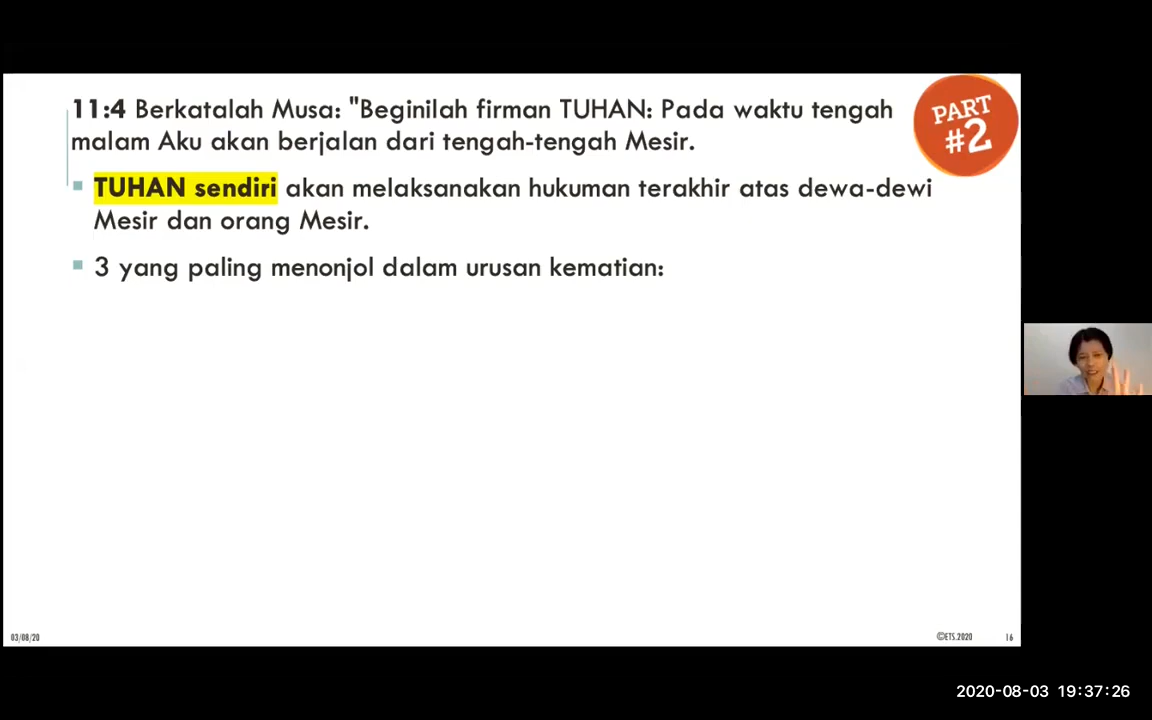 11:4 Berkatalah Musa: "Beginilah firman TUHAN: Pada waktu tengah
malam Aku akan berjalan dari tengah-tengah Mesir.
PART
#2
TUHAN sendiri akan melaksanakan hukuman terakhir atas dewa-dewi
Mesir dan orang Mesir.
3 yang paling menonjol dalam urusan kematian:
03/08/20
©ETS.2020
16
2020-08-03 19:37:26